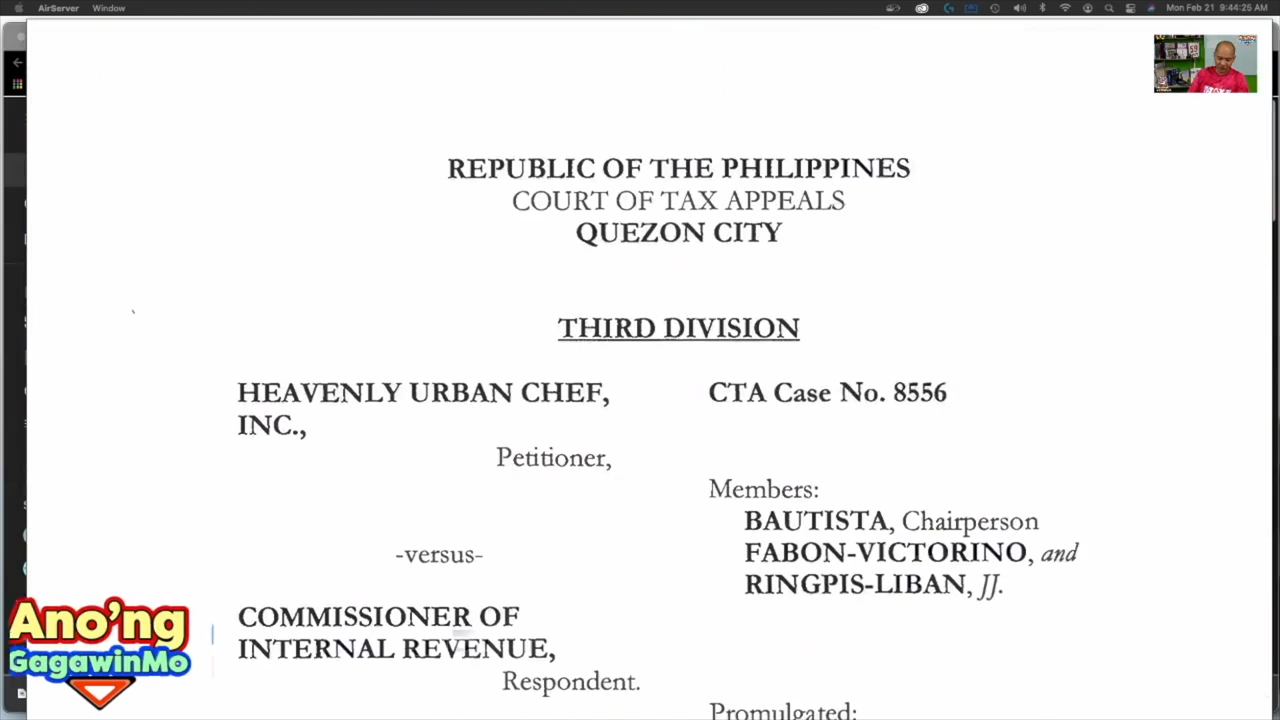 AirServer Window Mon Feb 21 9:44:25 AM
REPUBLIC OF THE PHILIPPINES
COURT OF TAX APPEALS
QUEZON CITY
THIRD DIVISION
HEAVENLY URBAN CHEF,
INC.,
Petitioner,
-versus-
COMMISSIONER OF
INTERNAL REVENUE,
Respondent.
CTA Case No. 8556
Members:
BAUTISTA, Chairperson
FABON-VICTORINO, and
RINGPIS-LIBAN, JJ.
Promulgated:
Ano'ng
GagawinMo